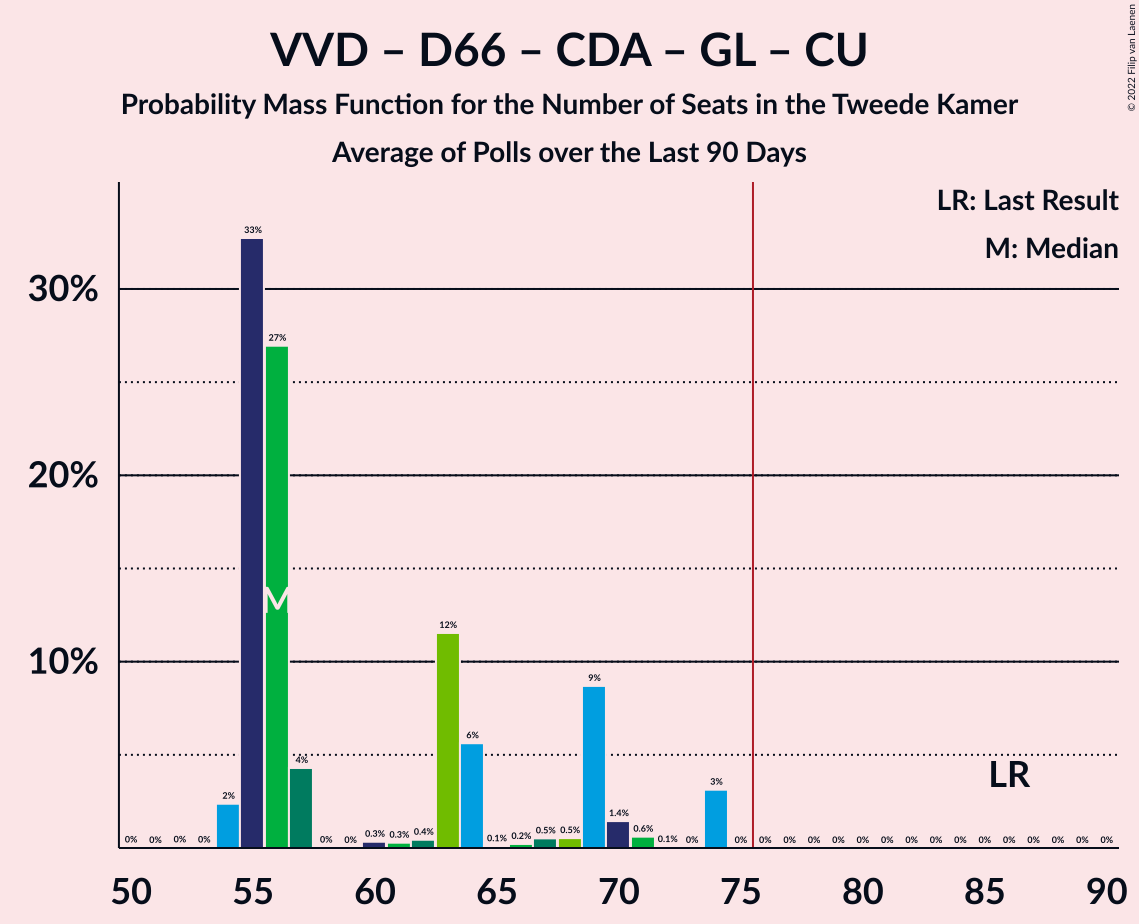 VVD – D66 – CDA – GL – CU
Probability Mass Function for the Number of Seats in the Tweede Kamer
Average of Polls over the Last 90 Days
© 2022 Filip van Laenen
LR: Last Result
M: Median
30%
20%
10%
0% 0% 0% 0% 2% 33% 27% 4% 0% 0% 0.3% 0.3% 0.4% 12% 6% 0.1% 0.2% 0.5% 0.5% 9% 1.4% 0.6% 0.1% 0% 3% 0% 0% 0% 0% 0% 0% 0% 0% 0% 0% 0% 0% 0% 0% 0% 0%
M
LR
50 55 60 65 70 75 80 85 90